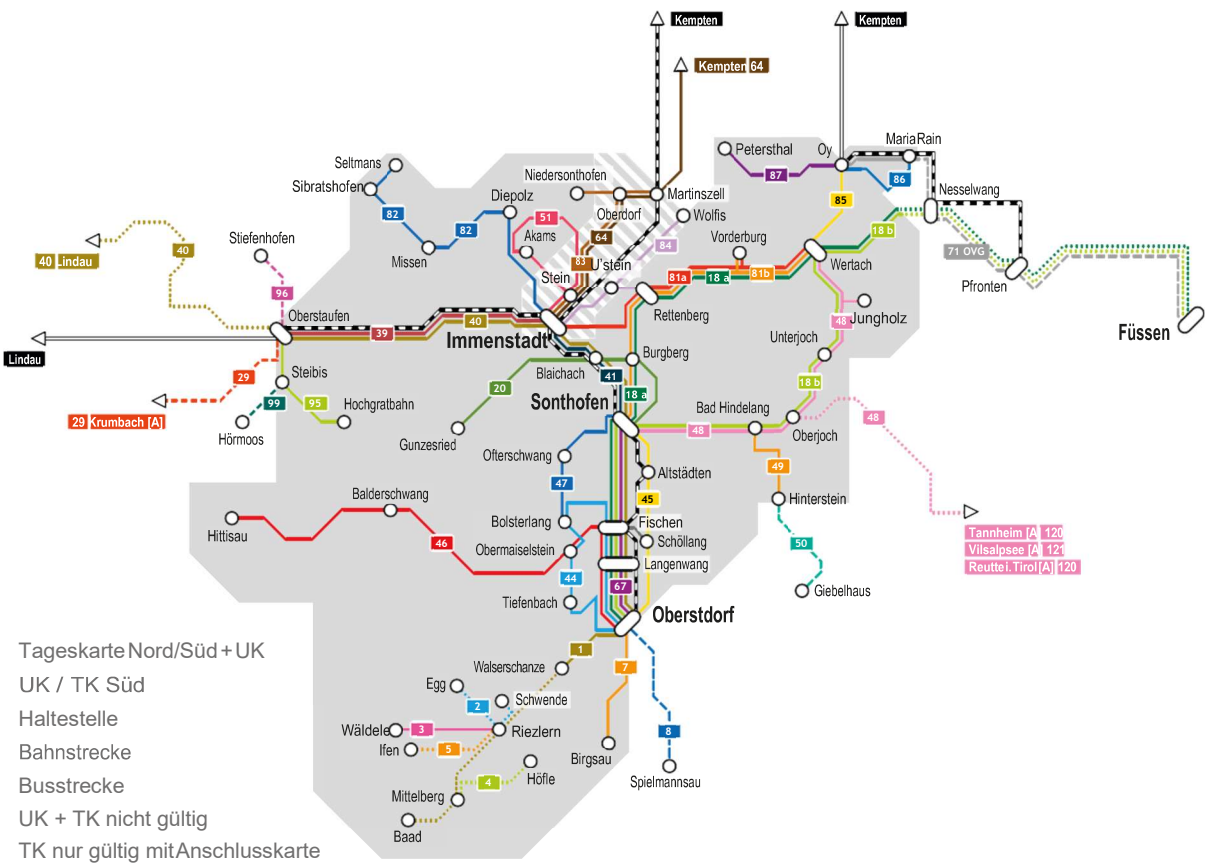 Kempten
Kempten
Kempten 64
Maria Rain
Petersthal
Oy
87
86
Seltmans
Niedersonthofen
Sibratshofen
Diepolz
Martinszell
Nesselwang
85
82
51
Oberdorf
Wolfis
82
Akams
64
84
Vorderburg
18 b
40
Stiefenhofen
Missen
71 OVG
40 Lindau
83
U'stein
Wertach
Stein
81a
18 a
81b
Pfronten
96
Rettenberg
Jungholz
Oberstaufen
40
48
39
Immenstadt
Füssen
Unterjoch
Lindau
Burgberg
Blaichach
41
29
Steibis
20
18 b
18 a
99
95
Hochgratbahn
Sonthofen
Bad Hindelang
29 Krumbach [A]
48
Hörmoos
48
Oberjoch
Gunzesried
Ofterschwang
49
Altstädten
47
45
Balderschwang
Hinterstein
Bolsterlang
Fischen
Hittisau
46
Schöllang
50
Tannheim [A] 120
Obermaiselstein
Vilsalpsee [A] 121
Langenwang
Reutte i. Tirol [A] 120
44
67
Giebelhaus
Tiefenbach
Oberstdorf
Tageskarte Nord/Süd + UK
1
Walserschanze
7
UK / TK Süd
Egg
2
Schwende
Haltestelle
Wäldele
3
Riezlern
8
Bahnstrecke
Ifen
5
Birgsau
Busstrecke
4
Höfle
Spielmannsau
Mittelberg
UK + TK nicht gültig
Baad
TK nur gültig mit Anschlusskarte